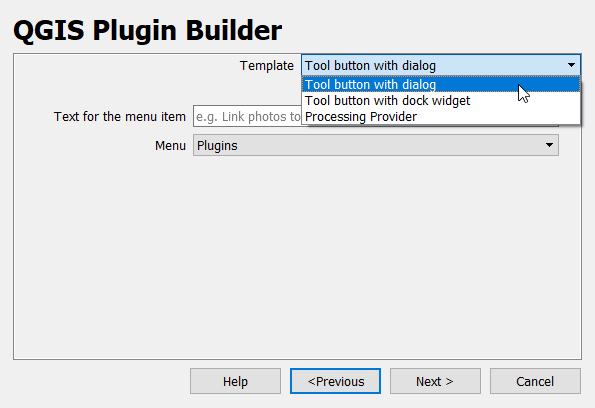 QGIS Plugin Builder
Template Tool button with dialog
Tool button with dialog
Tool button with dock widget
Processing Provider
Text for the menu item e.g. Link photos to
Menu Plugins
Help <Previous Next > Cancel